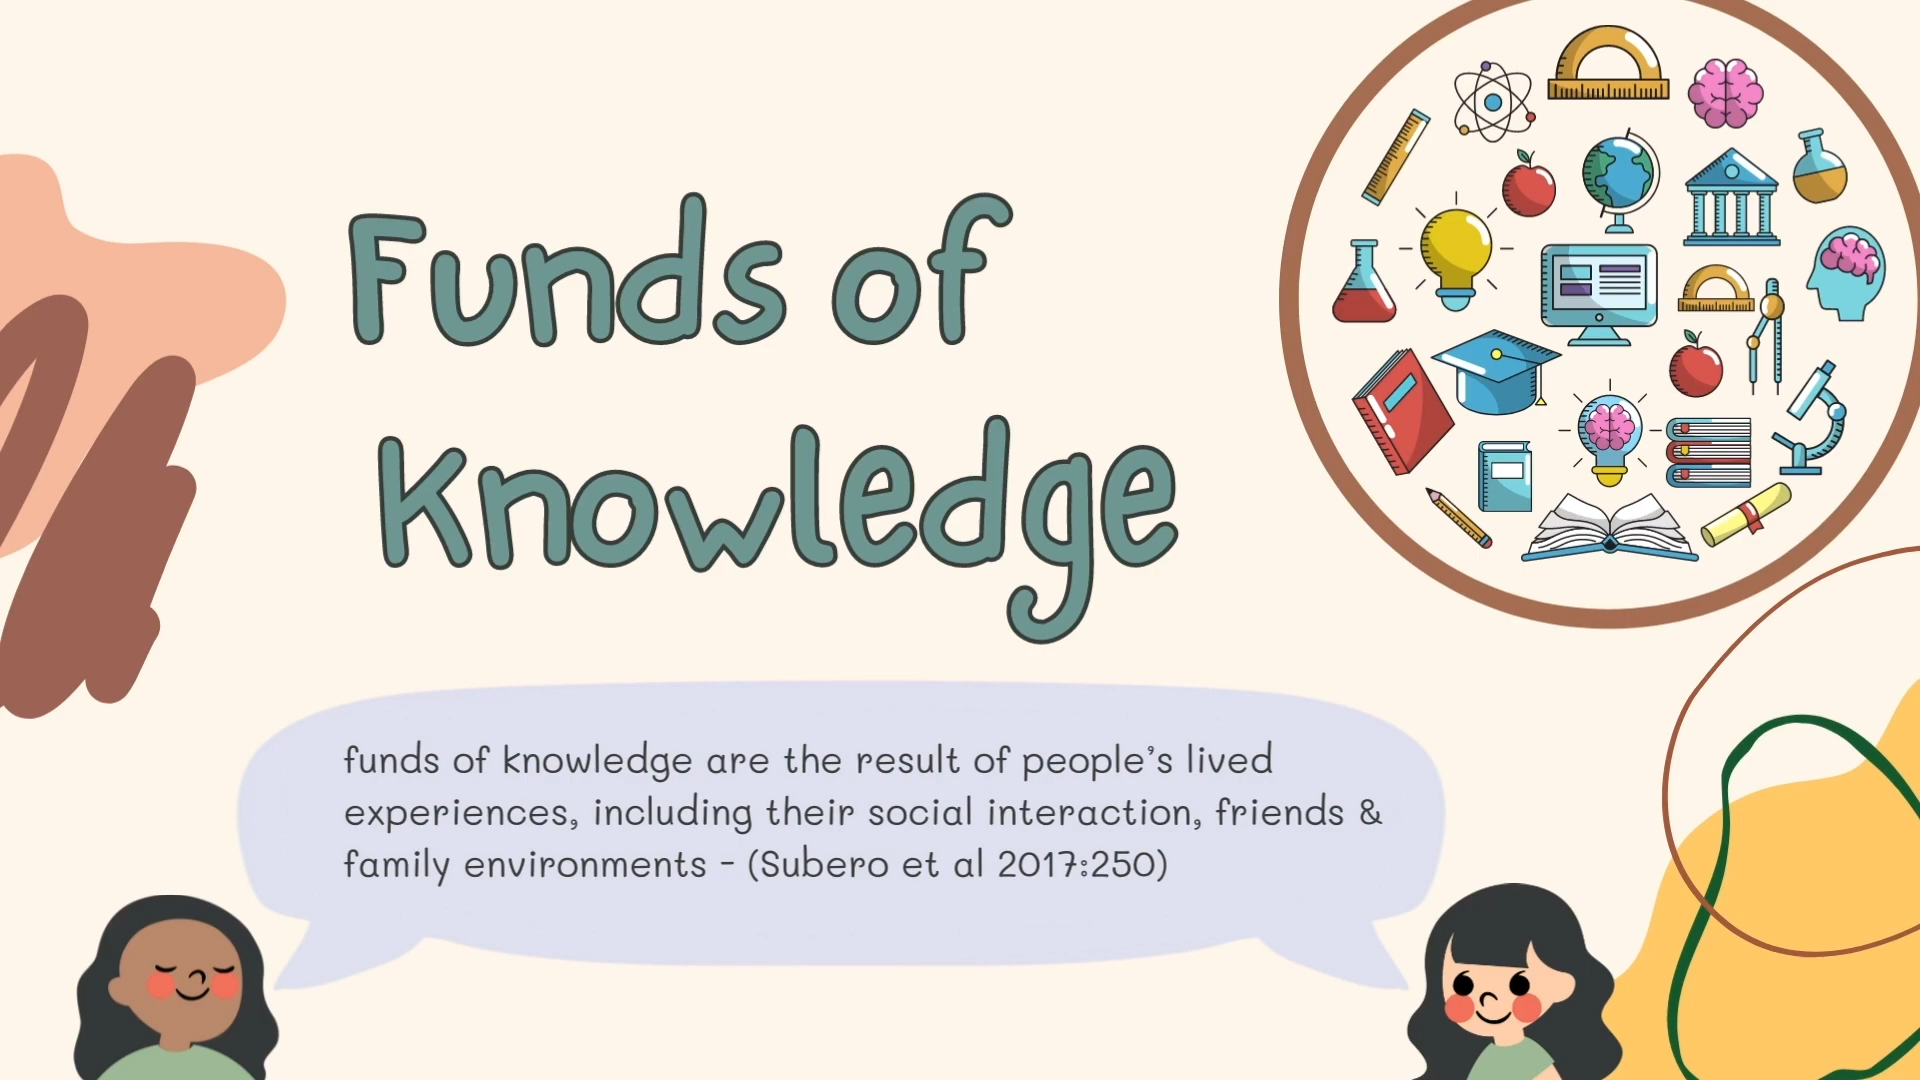 Funds of
Knowledge
funds of knowledge are the result of people's lived
experiences, including their social interaction, friends &
family environments - (Subero et al 2017:250)